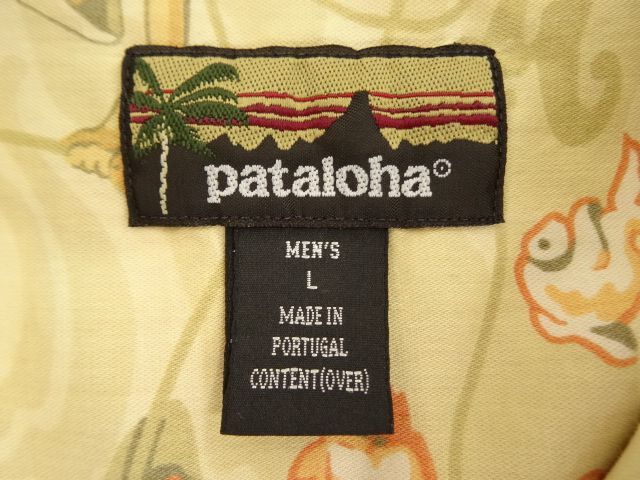 pataloha®
MEN'S
L
MADE IN
PORTUGAL
CONTENT(OVER)